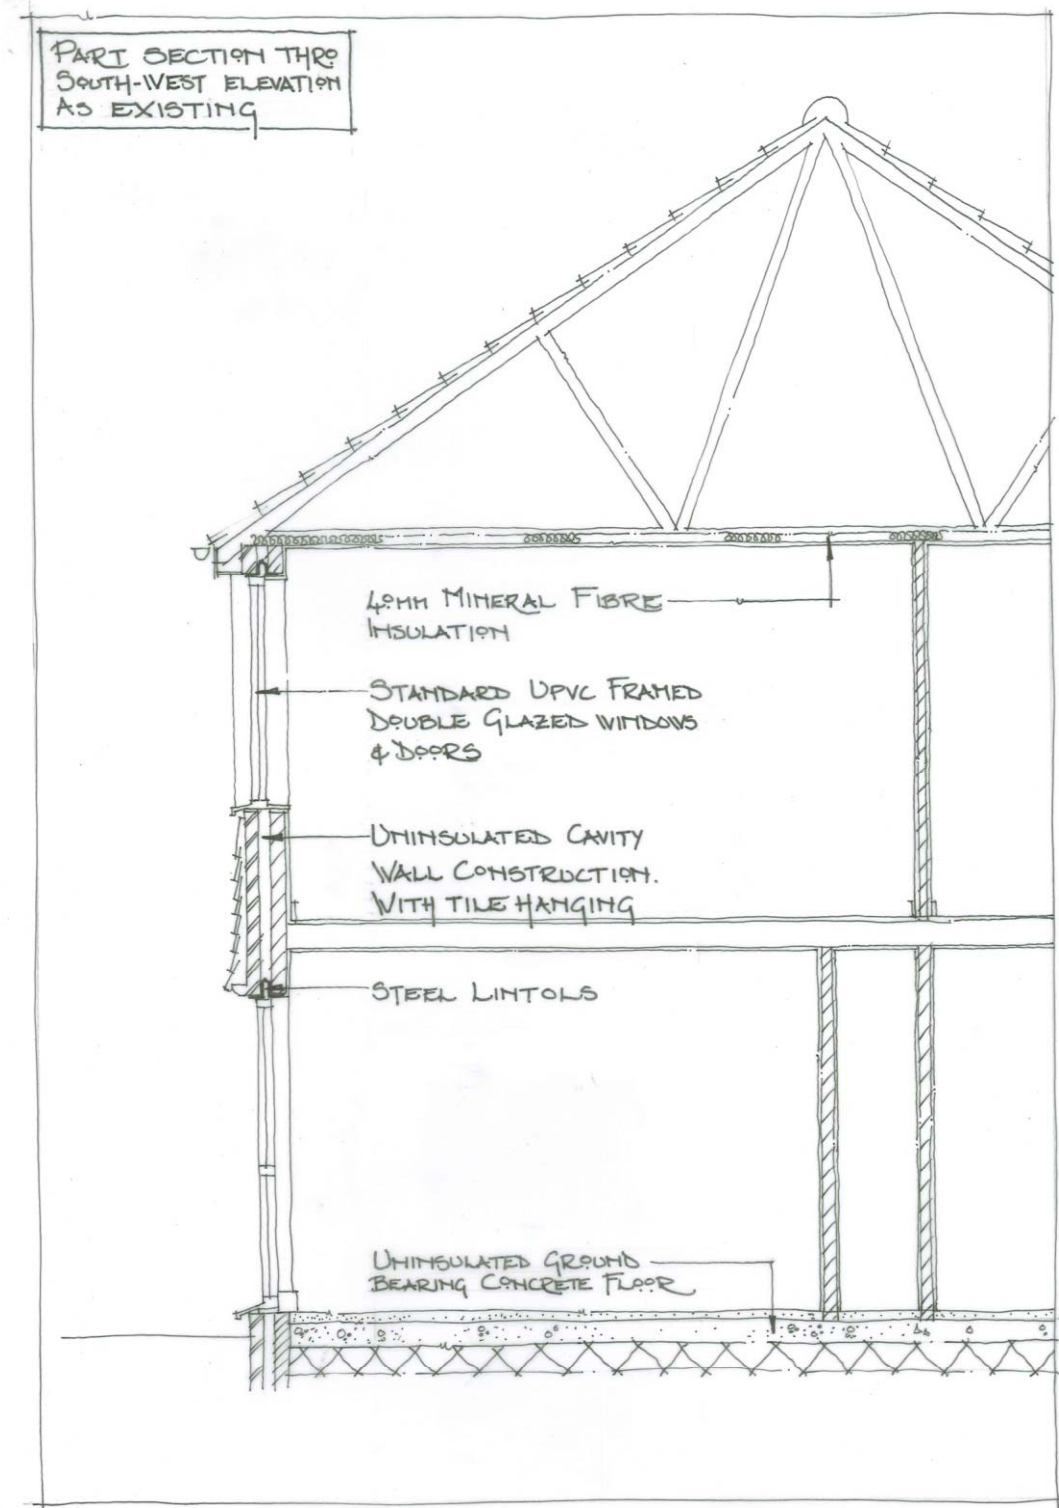 PART SECTION THRO
SOUTH-WEST ELEVATION
AS EXISTING
40MM MINERAL FIBRE
INSULATION
STANDARD UPVC FRAMED
DOUBLE GLAZED WINDOWS
& DOORS
UNINSULATED CAVITY
WALL CONSTRUCTION.
WITH TILE HANGING
STEEL LINTOLS
UNINSULATED GROUND
BEARING CONCRETE FLOOR